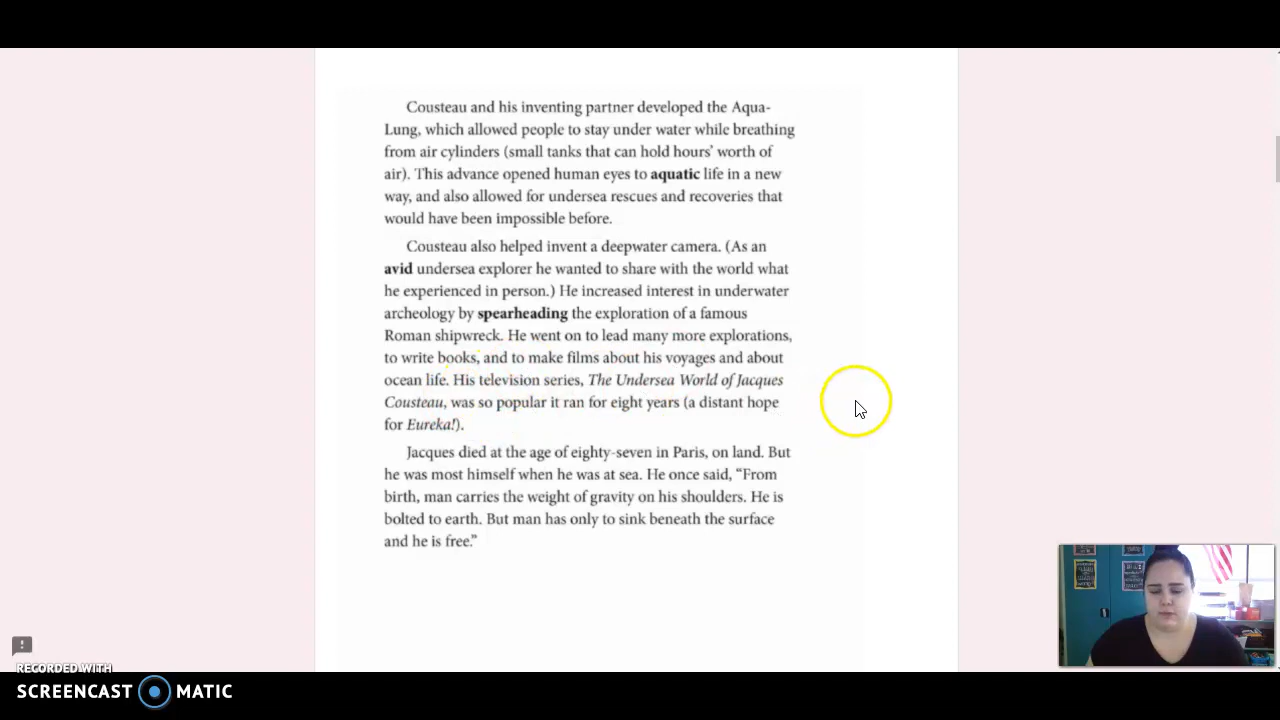 Cousteau and his inventing partner developed the Aqua-
Lung, which allowed people to stay under water while breathing
from air cylinders (small tanks that can hold hours' worth of
air). This advance opened human eyes to aquatic life in a new
way, and also allowed for undersea rescues and recoveries that
would have been impossible before.
Cousteau also helped invent a deepwater camera. (As an
avid undersea explorer he wanted to share with the world what
he experienced in person.) He increased interest in underwater
archeology by spearheading the exploration of a famous
Roman shipwreck. He went on to lead many more explorations,
to write books, and to make films about his voyages and about
ocean life. His television series, The Undersea World of Jacques
Cousteau, was so popular it ran for eight years (a distant hope
for Eureka!).
Jacques died at the age of eighty-seven in Paris, on land. But
he was most himself when he was at sea. He once said, “From
birth, man carries the weight of gravity on his shoulders. He is
bolted to earth. But man has only to sink beneath the surface
and he is free.”
RECORDED WITH
SCREENCAST MATIC